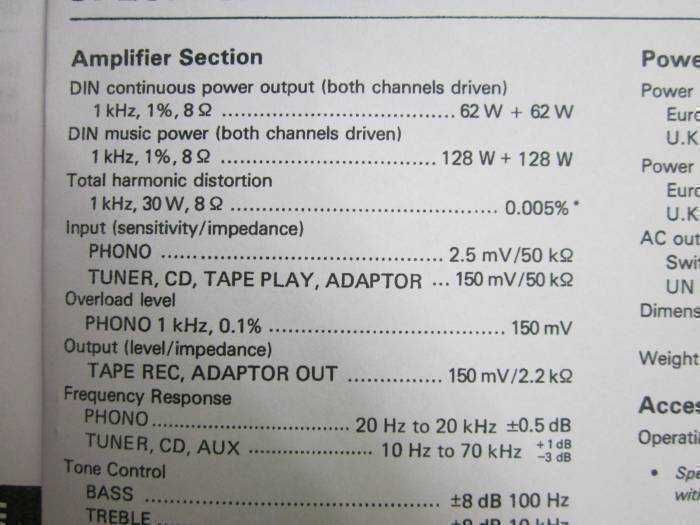 Amplifier Section
DIN continuous power output (both channels driven)
1 kHz, 1%, 8 Ω ................................... 62 W + 62 W
DIN music power (both channels driven)
1 kHz, 1%, 8 Ω ................................. 128 W + 128 W
Total harmonic distortion
1 kHz, 30 W, 8 Ω ........................................ 0.005% *
Input (sensitivity/impedance)
PHONO .......................................... 2.5 mV/50 kΩ
TUNER, CD, TAPE PLAY, ADAPTOR ... 150 mV/50 kΩ
Overload level
PHONO 1 kHz, 0.1% .................................... 150 mV
Output (level/impedance)
TAPE REC, ADAPTOR OUT .............. 150 mV/2.2 kΩ
Frequency Response
PHONO .............................. 20 Hz to 20 kHz ±0.5 dB
TUNER, CD, AUX ................... 10 Hz to 70 kHz +1 dB −3 dB
Tone Control
BASS ............................................. ±8 dB 100 Hz
TREBLE
Powe
Power
Euro
U.K
Power
Euro
U.K
AC out
Swi
UN
Dimens
Weight
Acces
Operati
• Spe
with